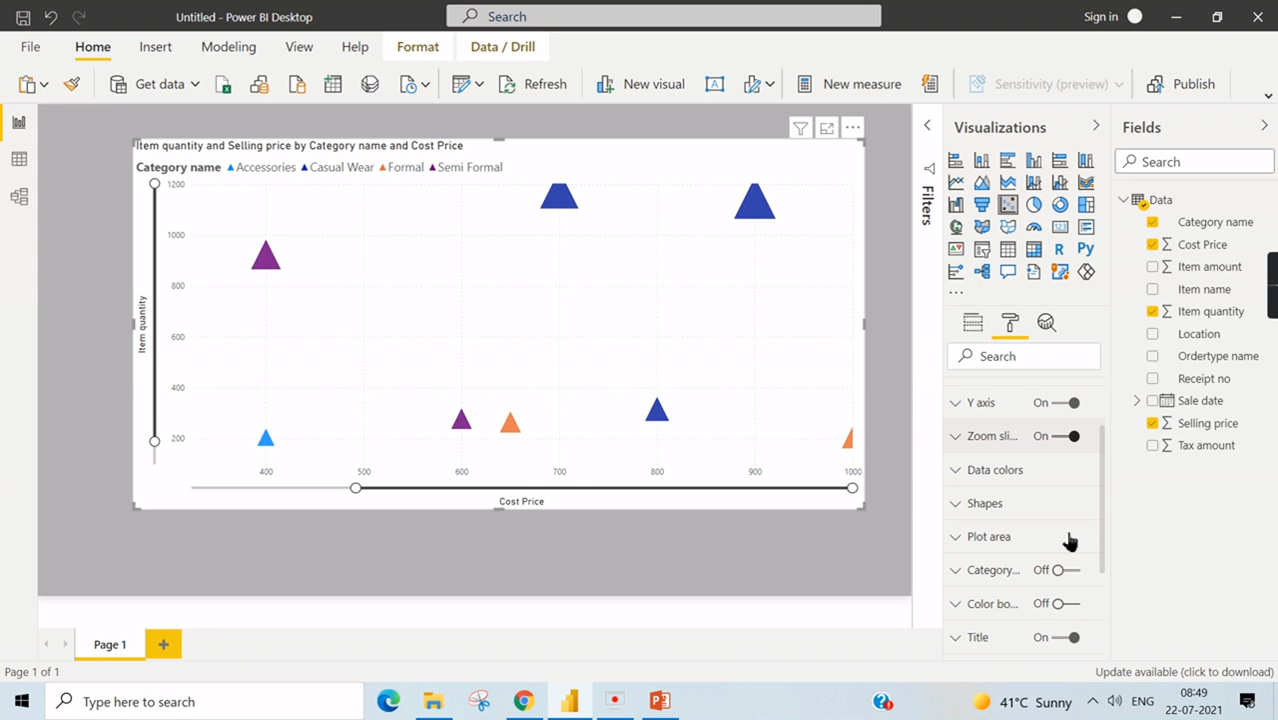 Untitled - Power BI Desktop
Search
Sign in
File Home Insert Modeling View Help Format Data / Drill
Get data Refresh New visual New measure Sensitivity (preview) Publish
Item quantity and Selling price by Category name and Cost Price
Category name Accessories Casual Wear Formal Semi Formal
1200
1000
800
600
400
200
Item quantity
400 500 600 700 800 900 1000
Cost Price
Filters
Visualizations
R Py
Search
Y axis On
Zoom sli... On
Data colors
Shapes
Plot area
Category... Off
Color bo... Off
Title On
Fields
Search
Data
Category name
Σ Cost Price
Σ Item amount
Item name
Σ Item quantity
Location
Ordertype name
Receipt no
Sale date
Σ Selling price
Σ Tax amount
Page 1
Page 1 of 1
Update available (click to download)
Type here to search
41°C Sunny
ENG
08:49
22-07-2021